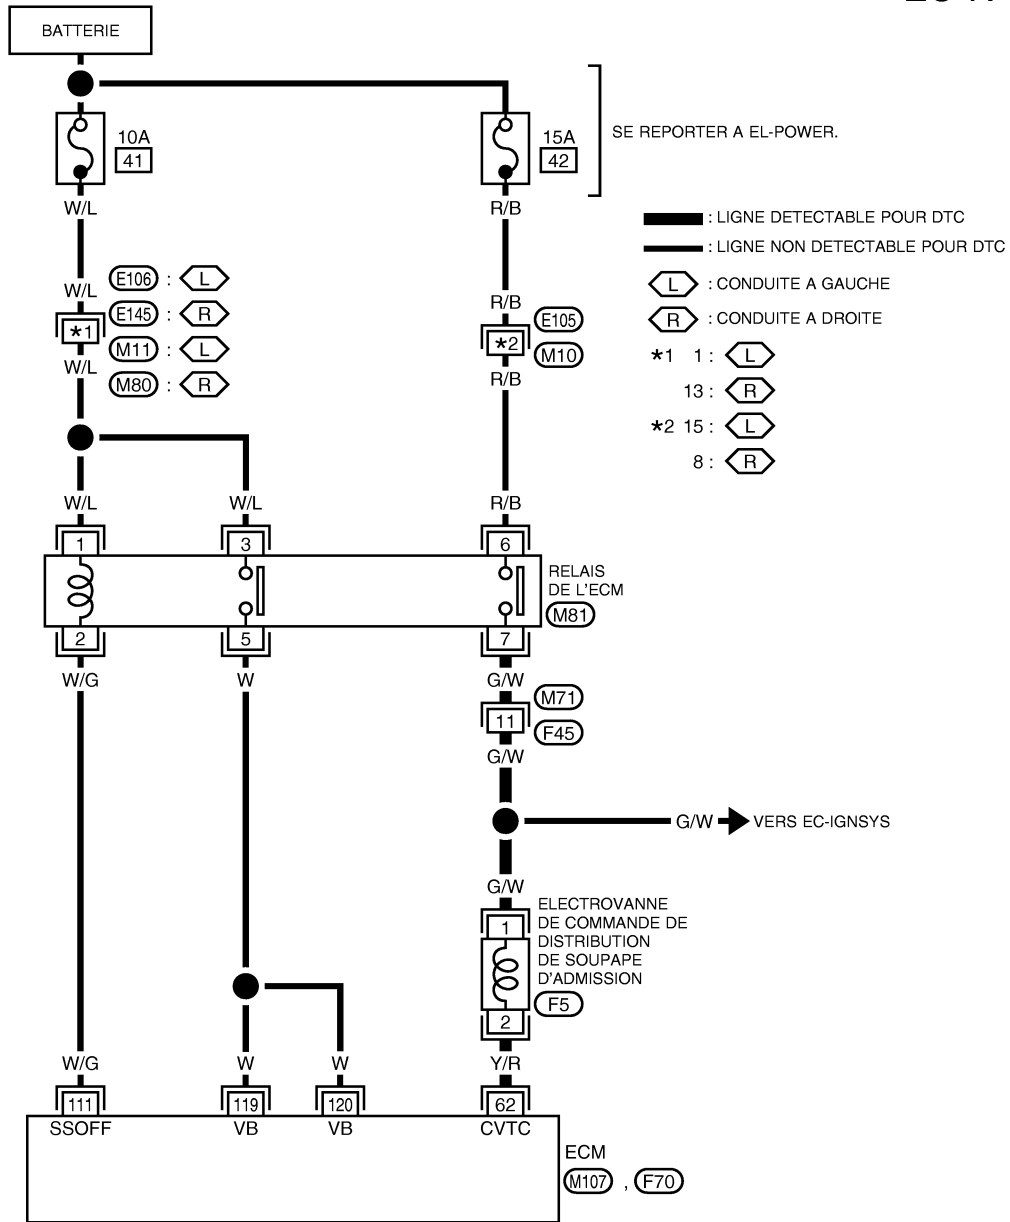 BATTERIE
10A
41
15A
42
SE REPORTER A EL-POWER.
W/L
R/B
: LIGNE DETECTABLE POUR DTC
: LIGNE NON DETECTABLE POUR DTC
L : CONDUITE A GAUCHE
R : CONDUITE A DROITE
*1 1 : L
13 : R
*2 15 : L
8 : R
W/L
E106 : L
E145 : R
*1
M11 : L
W/L
M80 : R
R/B
E105
*2
M10
R/B
W/L
W/L
R/B
1
3
6
RELAIS
DE L'ECM
M81
2
5
7
W/G
W
G/W
M71
11
F45
G/W
G/W
VERS EC-IGNSYS
G/W
ELECTROVANNE
DE COMMANDE DE
DISTRIBUTION
DE SOUPAPE
D'ADMISSION
1
F5
2
W/G
W
W
Y/R
111
119
120
62
SSOFF
VB
VB
CVTC
ECM
M107 , F70